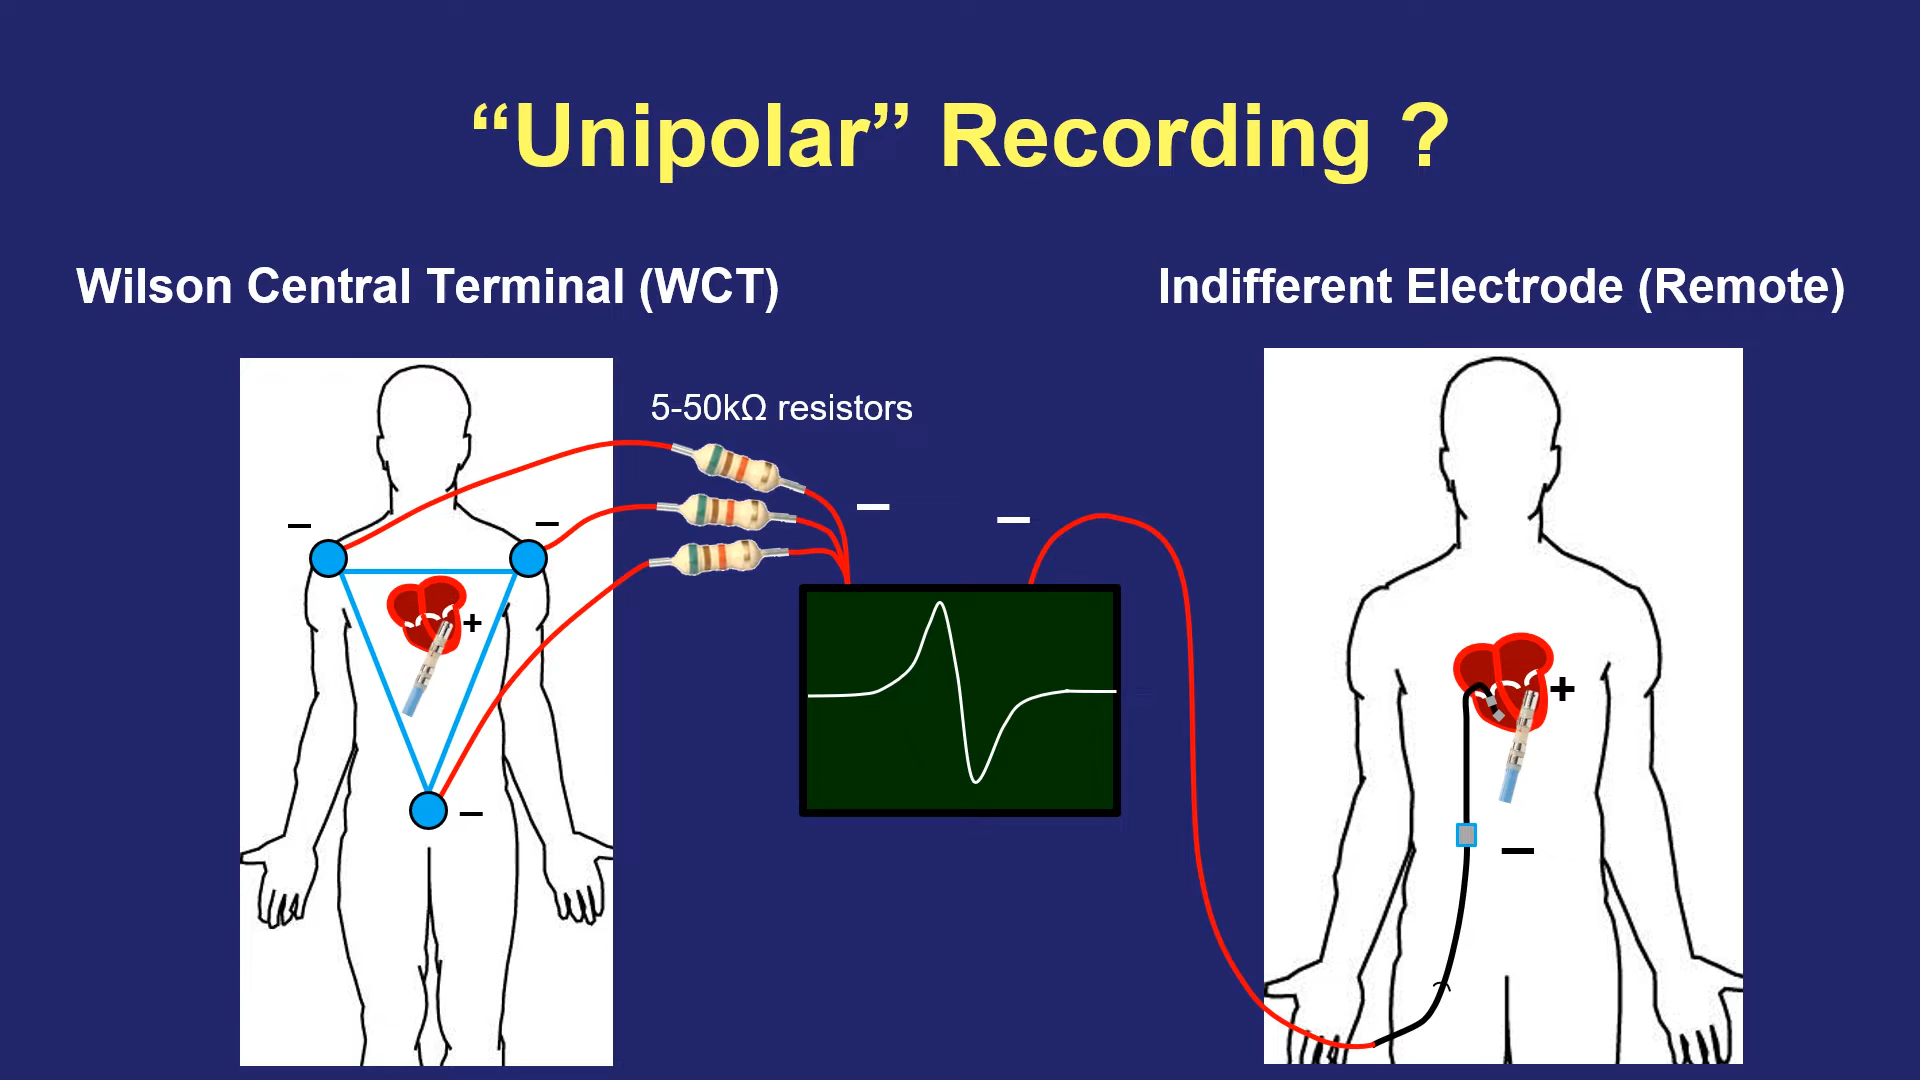 “Unipolar” Recording ?
Wilson Central Terminal (WCT)
Indifferent Electrode (Remote)
5-50kΩ resistors
– –
– –
+
+
–
–